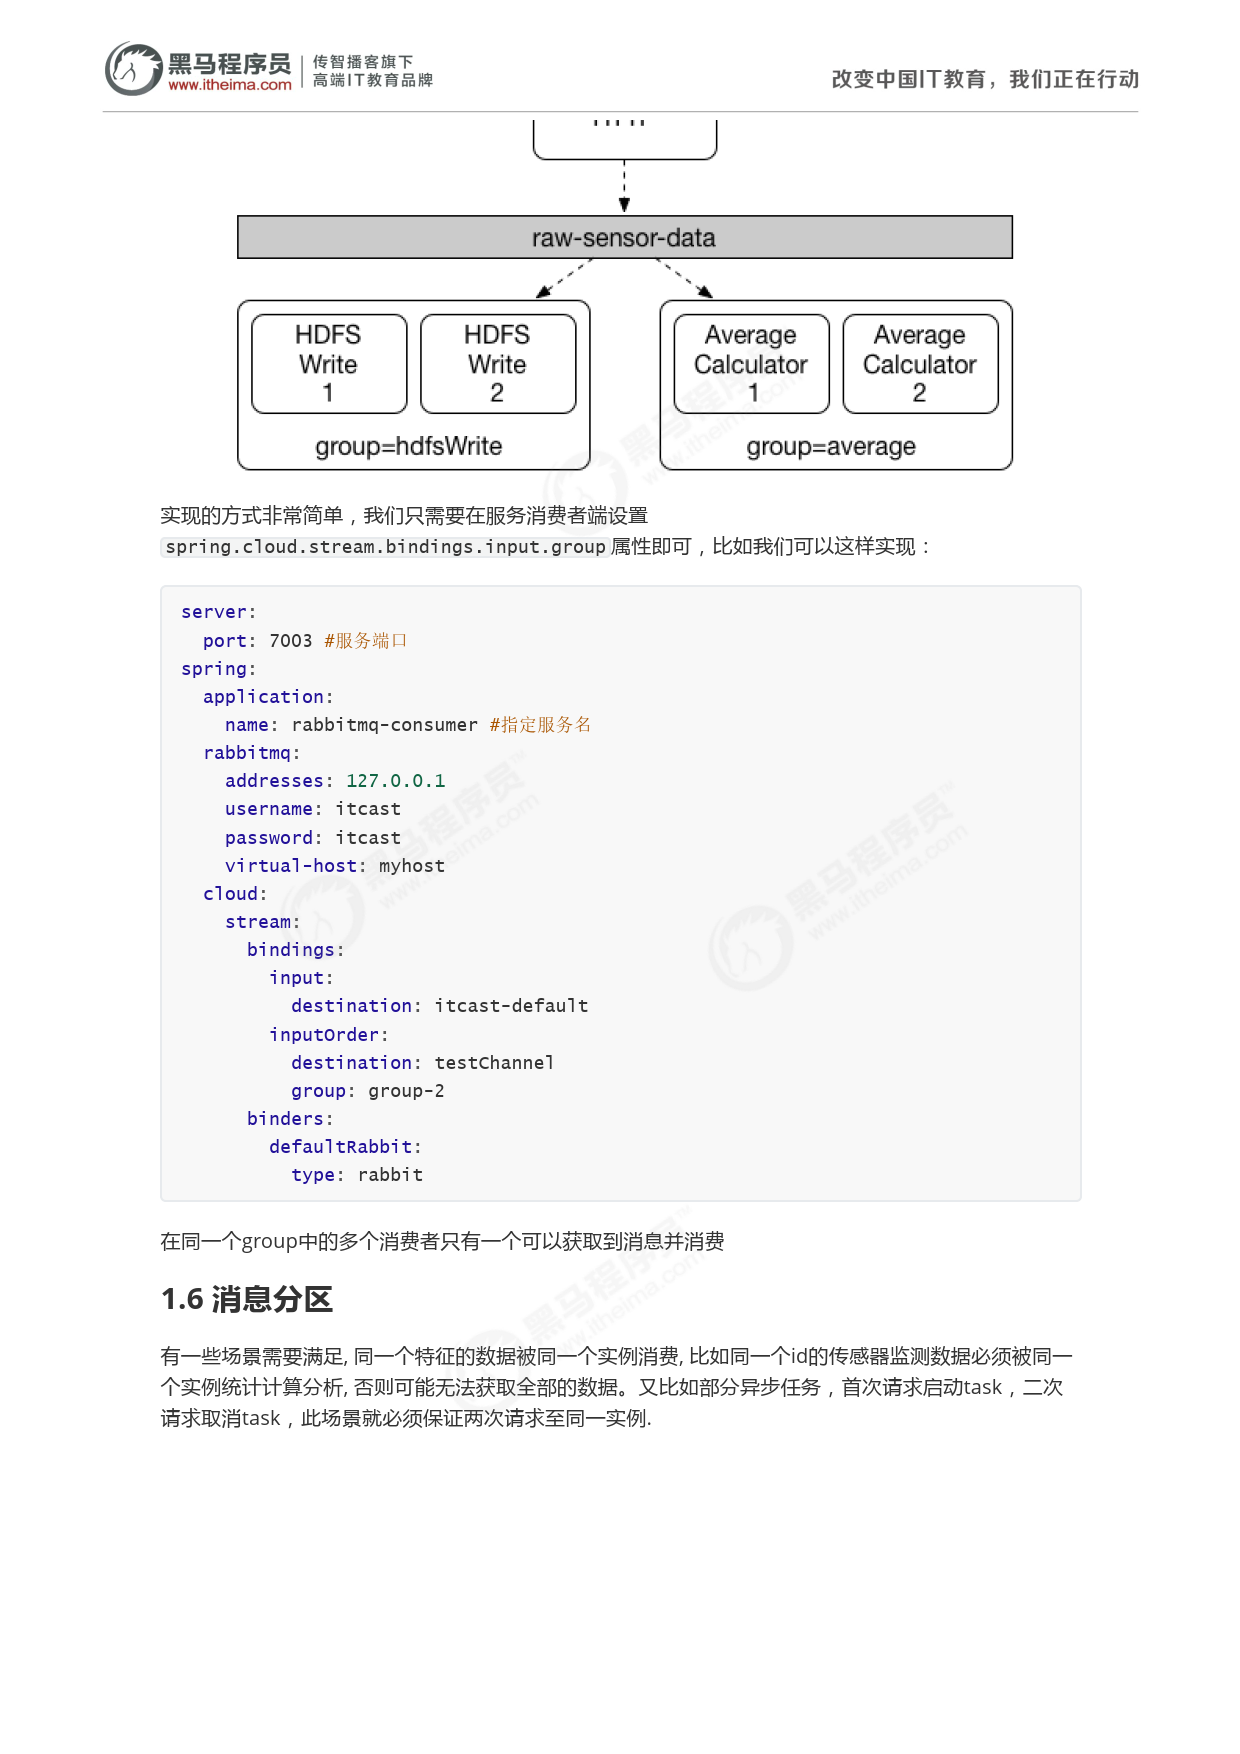 黑马程序员
www.itheima.com
传智播客旗下
高端IT教育品牌
改变中国IT教育，我们正在行动
raw-sensor-data
HDFS
Write
1
HDFS
Write
2
group=hdfsWrite
Average
Calculator
1
Average
Calculator
2
group=average
实现的方式非常简单，我们只需要在服务消费者端设置
spring.cloud.stream.bindings.input.group属性即可，比如我们可以这样实现：
server:
  port: 7003 #服务端口
spring:
  application:
    name: rabbitmq-consumer #指定服务名
  rabbitmq:
    addresses: 127.0.0.1
    username: itcast
    password: itcast
    virtual-host: myhost
  cloud:
    stream:
      bindings:
        input:
          destination: itcast-default
        inputOrder:
          destination: testChannel
          group: group-2
      binders:
        defaultRabbit:
          type: rabbit
在同一个group中的多个消费者只有一个可以获取到消息并消费
1.6 消息分区
有一些场景需要满足, 同一个特征的数据被同一个实例消费, 比如同一个id的传感器监测数据必须被同一
个实例统计计算分析, 否则可能无法获取全部的数据。又比如部分异步任务，首次请求启动task，二次
请求取消task，此场景就必须保证两次请求至同一实例.